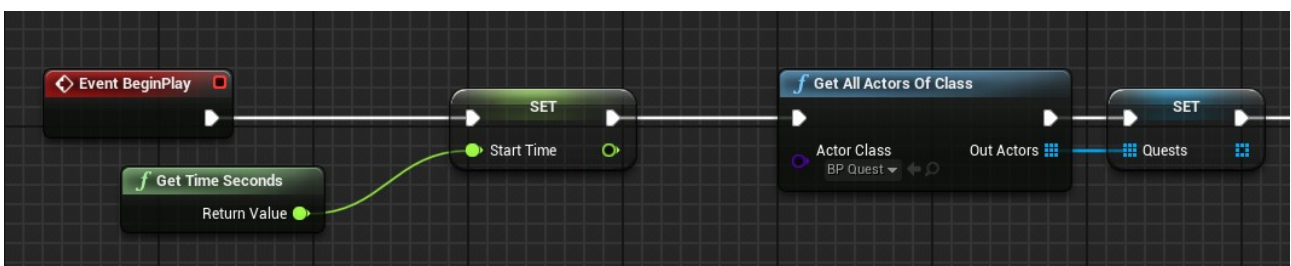 Event BeginPlay
SET
Start Time
Get Time Seconds
Return Value
Get All Actors Of Class
Actor Class
BP Quest
Out Actors
SET
Quests